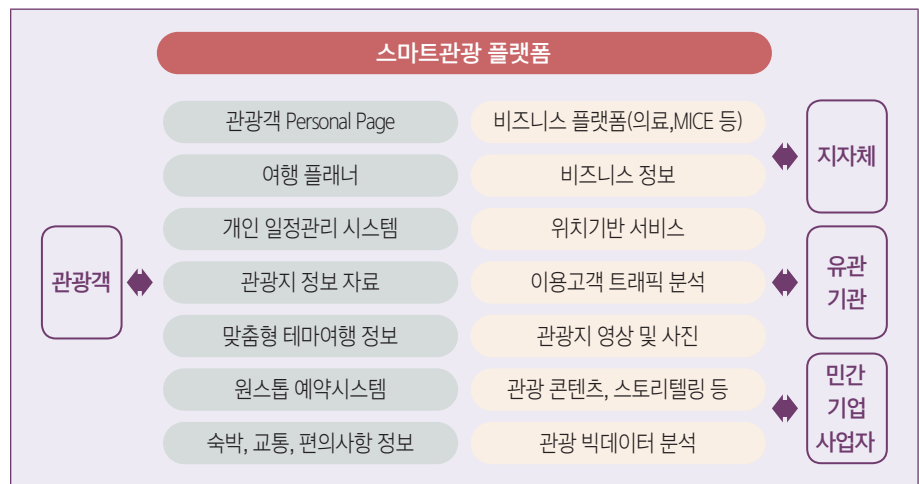 스마트관광 플랫폼
관광객 Personal Page
비즈니스 플랫폼(의료,MICE 등)
여행 플래너
비즈니스 정보
개인 일정관리 시스템
위치기반 서비스
관광지 정보 자료
이용고객 트래픽 분석
맞춤형 테마여행 정보
관광지 영상 및 사진
원스톱 예약시스템
관광 콘텐츠, 스토리텔링 등
숙박, 교통, 편의사항 정보
관광 빅데이터 분석
관광객
지자체
유관
기관
민간
기업
사업자